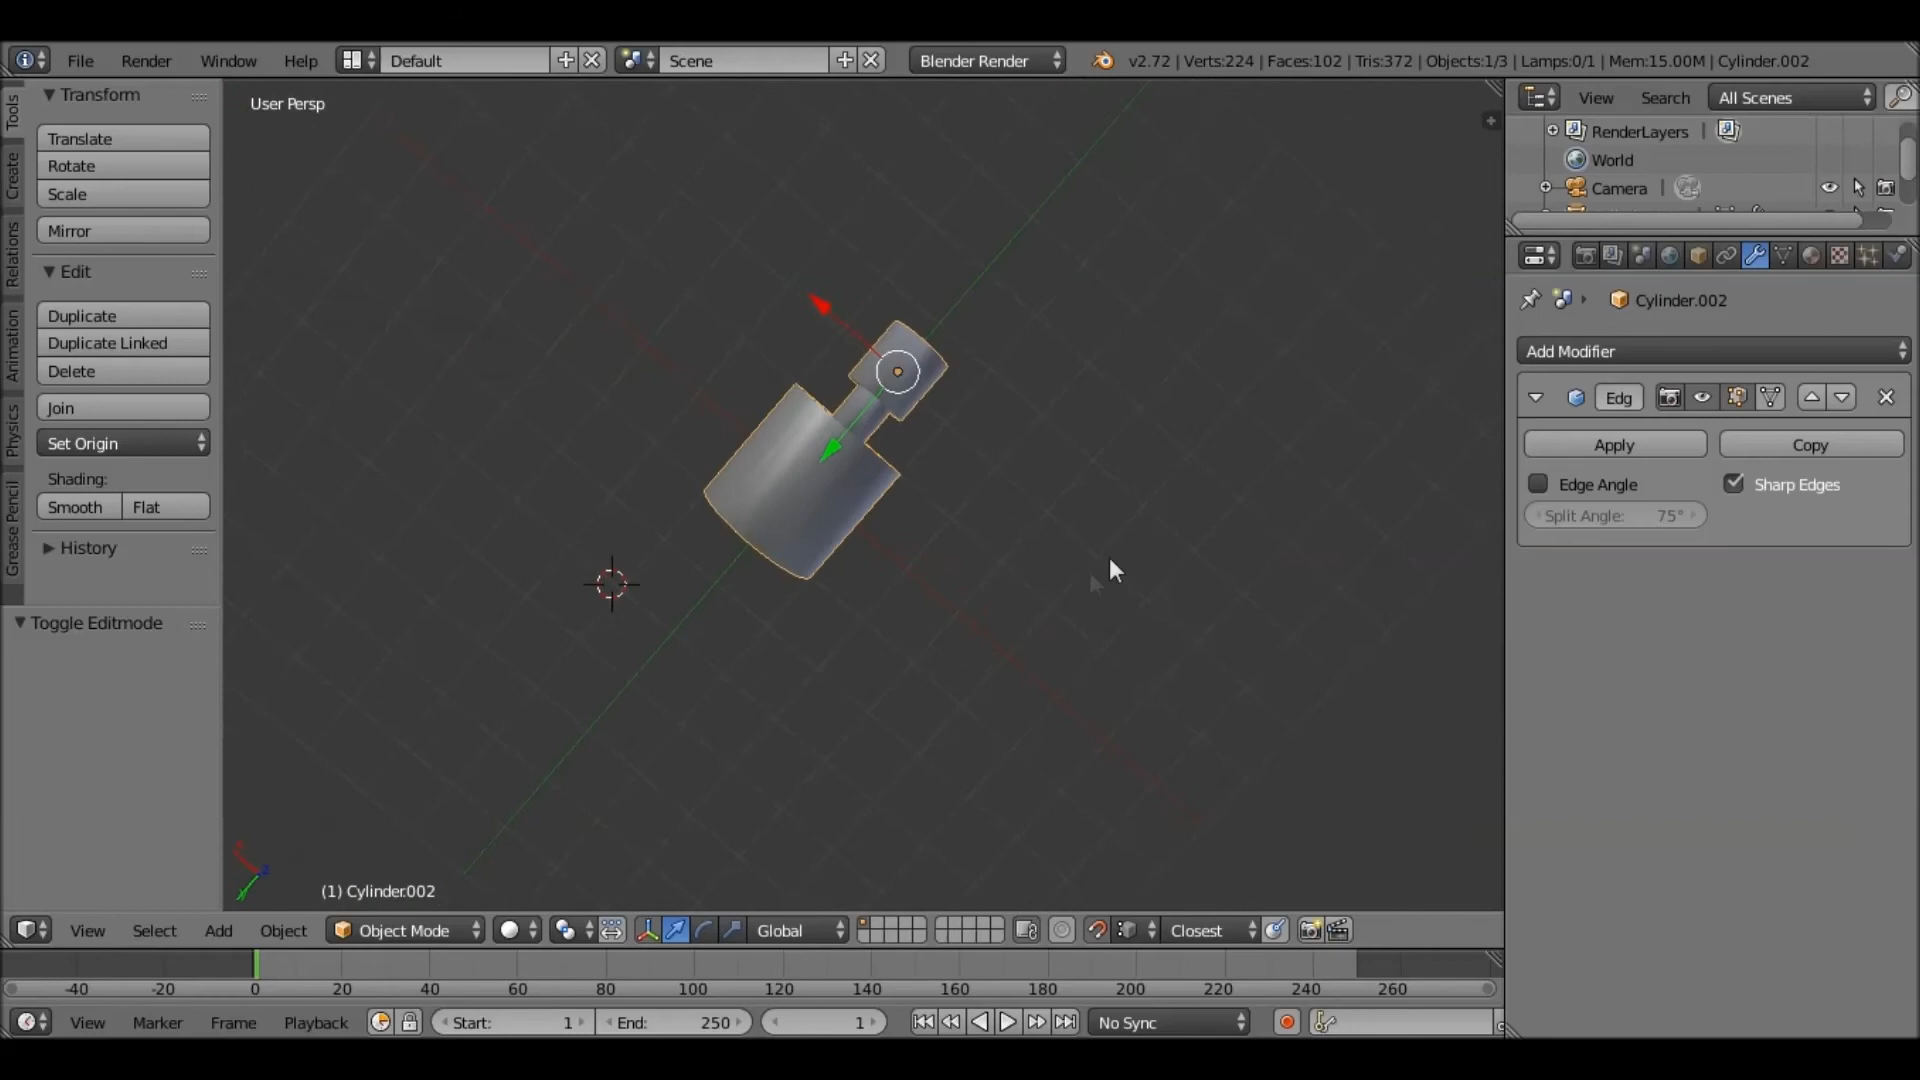 File Render Window Help Default Scene Blender Render v2.72 | Verts:224 | Faces:102 | Tris:372 | Objects:1/3 | Lamps:0/1 | Mem:15.00M | Cylinder.002
Tools
Create
Relations
Animation
Physics
Grease Pencil
Transform
Translate
Rotate
Scale
Mirror
Edit
Duplicate
Duplicate Linked
Delete
Join
Set Origin
Shading:
Smooth Flat
History
Toggle Editmode
User Persp
(1) Cylinder.002
View Search All Scenes
RenderLayers
World
Camera
Cylinder.002
Add Modifier
Edg
Apply Copy
Edge Angle Sharp Edges
Split Angle: 75°
View Select Add Object Object Mode Global Closest
-40 -20 0 20 40 60 80 100 120 140 160 180 200 220 240 260
View Marker Frame Playback Start: 1 End: 250 1 No Sync